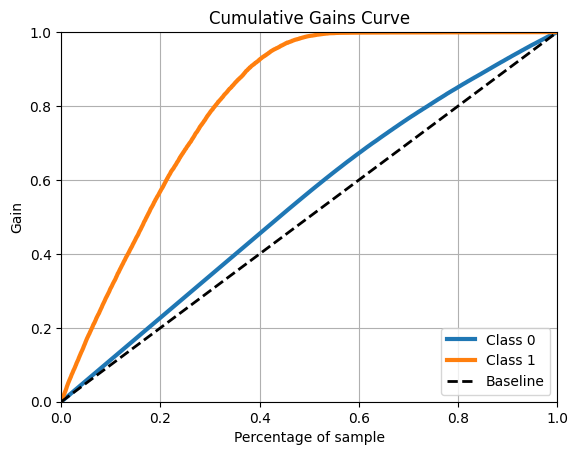 Cumulative Gains Curve
1.0
0.8
0.6
0.4
0.2
0.0
Gain
0.0 0.2 0.4 0.6 0.8 1.0
Percentage of sample
Class 0
Class 1
Baseline